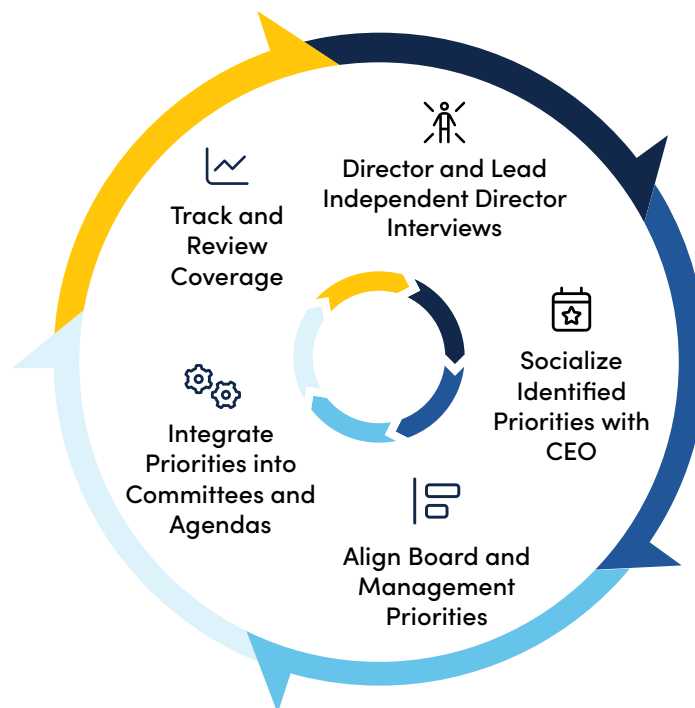 Director and Lead
Independent Director
Interviews
Socialize
Identified
Priorities with
CEO
Align Board and
Management
Priorities
Integrate
Priorities into
Committees and
Agendas
Track and
Review
Coverage